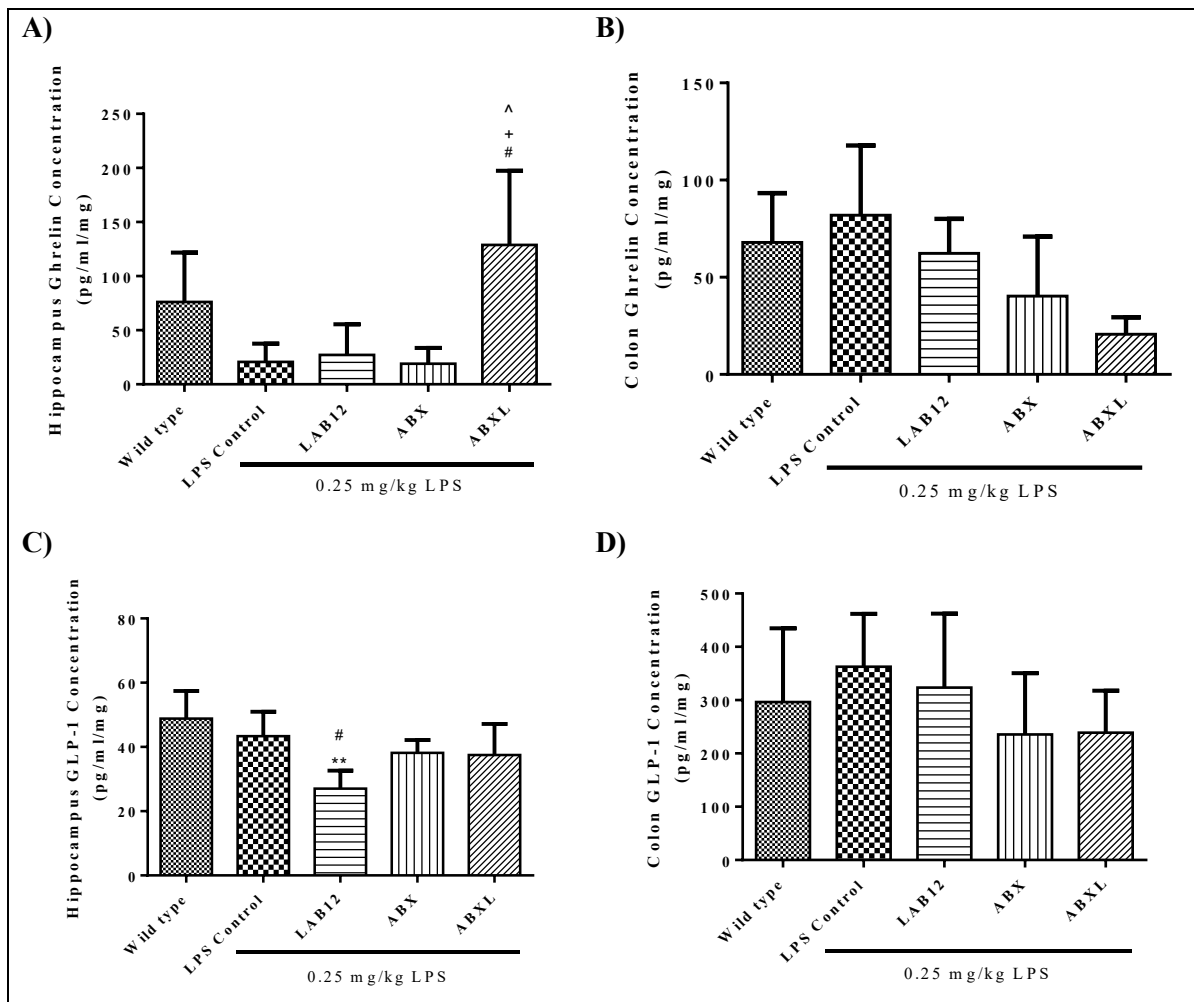 A)
Hippocampus Ghrelin Concentration
(pg/ml/mg)
250
200
150
100
50
0
^
+
#
Wild type
LPS Control
LAB12
ABX
ABXL
0.25 mg/kg LPS
B)
Colon Ghrelin Concentration
(pg/ml/mg)
150
100
50
0
Wild type
LPS Control
LAB12
ABX
ABXL
0.25 mg/kg LPS
C)
Hippocampus GLP-1 Concentration
(pg/ml/mg)
80
60
40
20
0
#
**
Wild type
LPS Control
LAB12
ABX
ABXL
0.25 mg/kg LPS
D)
Colon GLP-1 Concentration
(pg/ml/mg)
500
400
300
200
100
0
Wild type
LPS Control
LAB12
ABX
ABXL
0.25 mg/kg LPS